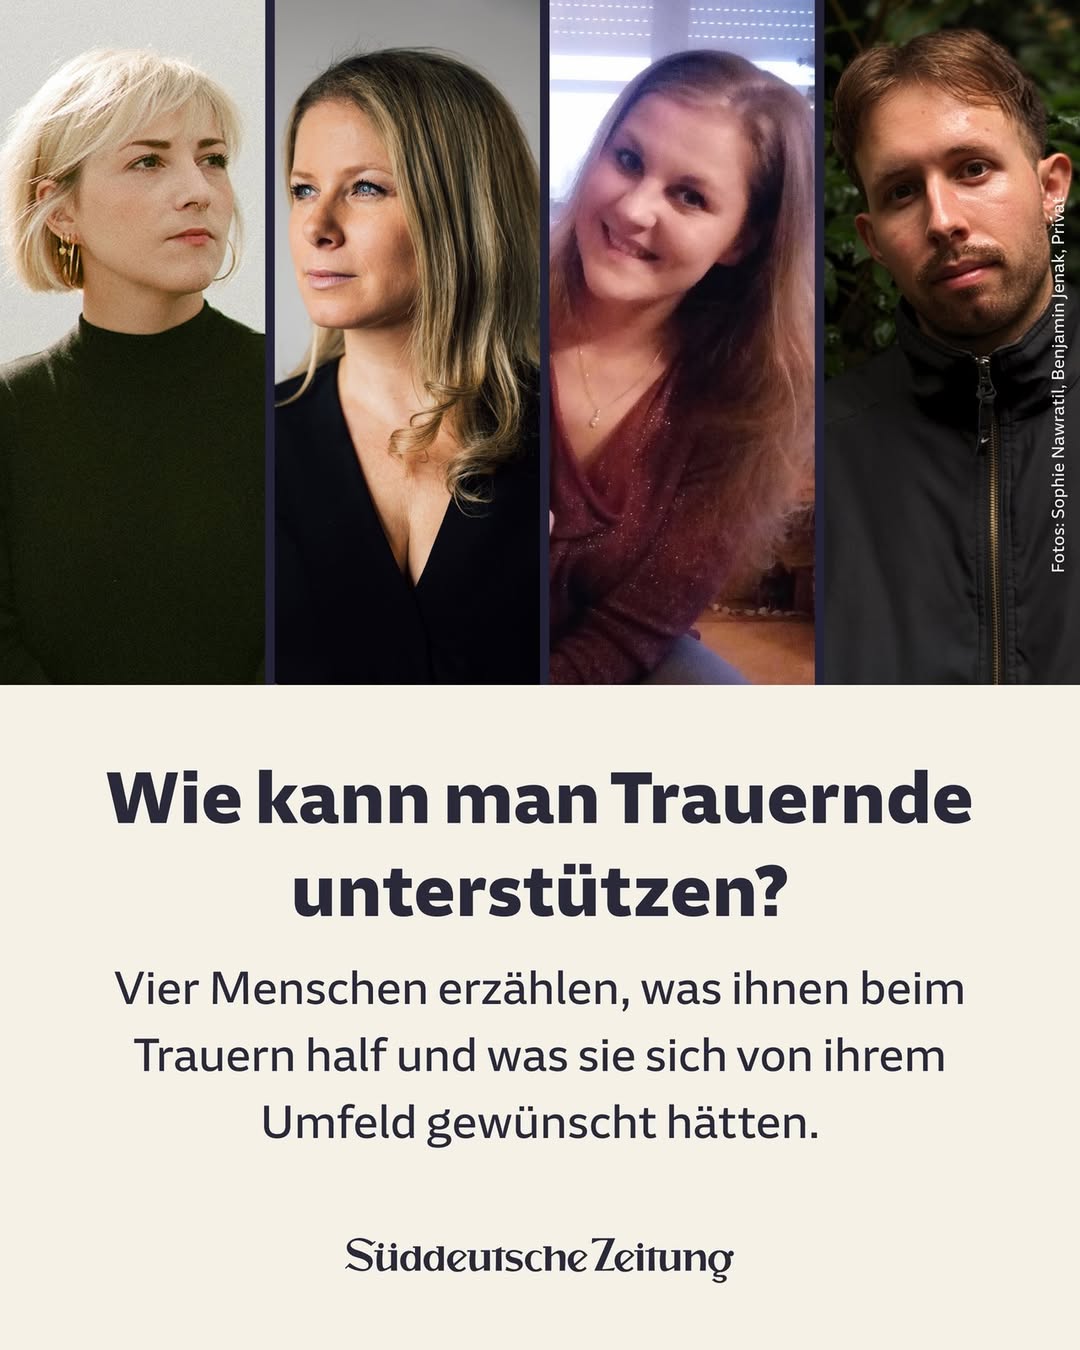 Fotos: Sophie Nawratil, Benjamin Jenak, Privat
Wie kann man Trauernde
unterstützen?
Vier Menschen erzählen, was ihnen beim
Trauern half und was sie sich von ihrem
Umfeld gewünscht hätten.
Süddeutsche Zeitung